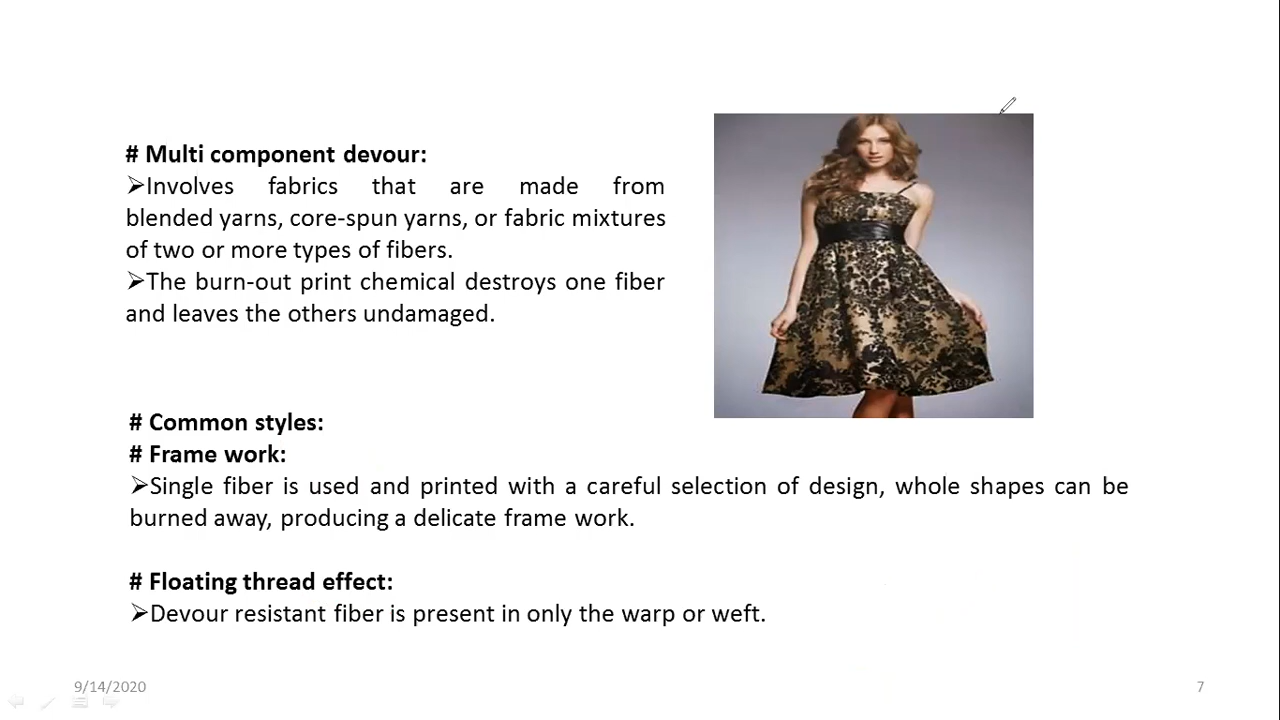 # Multi component devour:
➢Involves fabrics that are made from
blended yarns, core-spun yarns, or fabric mixtures
of two or more types of fibers.
➢The burn-out print chemical destroys one fiber
and leaves the others undamaged.
# Common styles:
# Frame work:
➢Single fiber is used and printed with a careful selection of design, whole shapes can be
burned away, producing a delicate frame work.
# Floating thread effect:
➢Devour resistant fiber is present in only the warp or weft.
9/14/2020
7